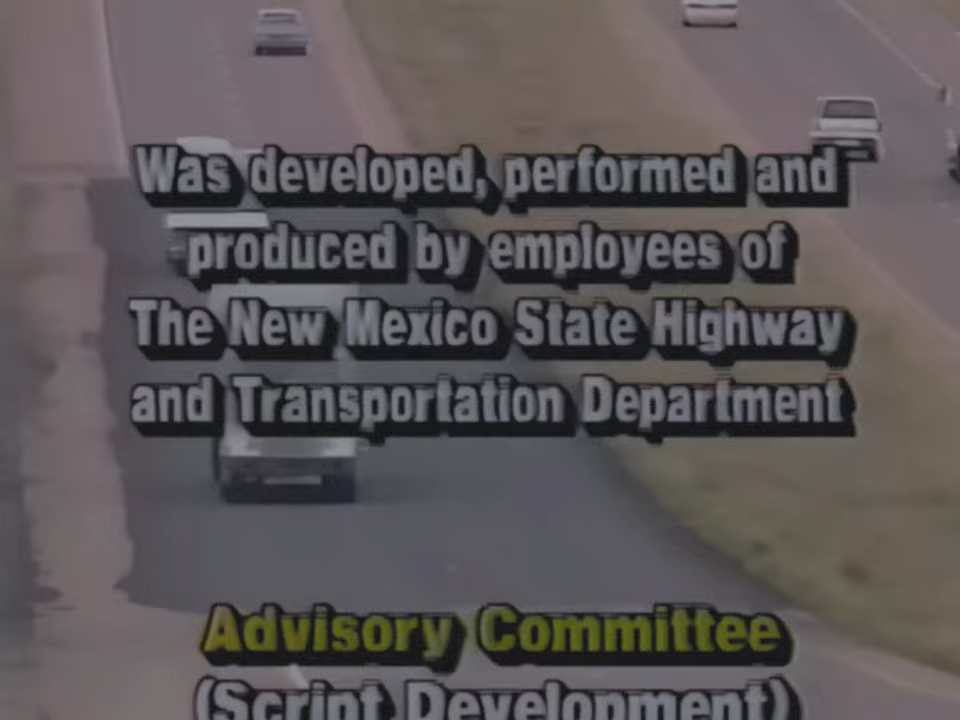 Was developed, performed and
produced by employees of
The New Mexico State Highway
and Transportation Department
Advisory Committee
(Script Development)